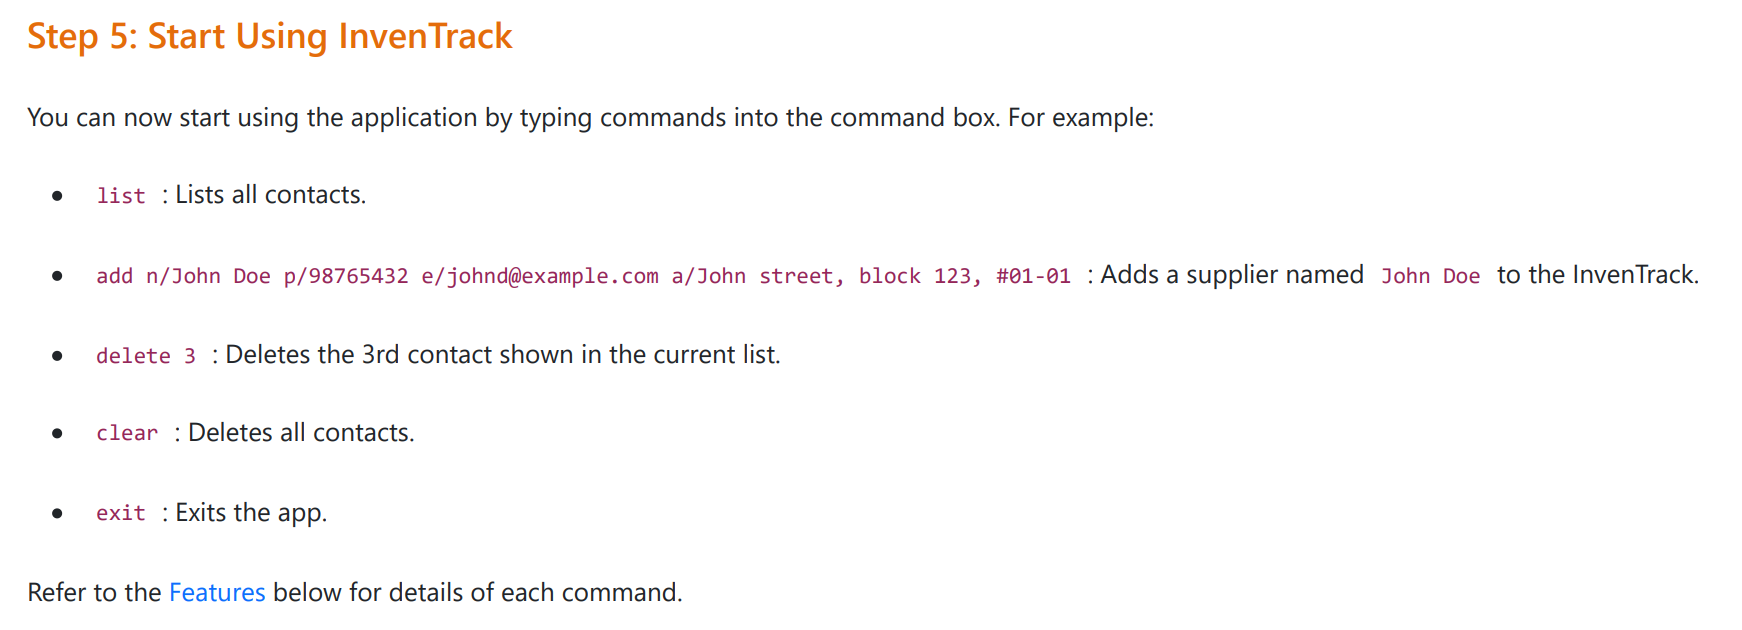 Step 5: Start Using InvenTrack
You can now start using the application by typing commands into the command box. For example:
• list : Lists all contacts.
• add n/John Doe p/98765432 e/johnd@example.com a/John street, block 123, #01-01 : Adds a supplier named John Doe to the InvenTrack.
• delete 3 : Deletes the 3rd contact shown in the current list.
• clear : Deletes all contacts.
• exit : Exits the app.
Refer to the Features below for details of each command.